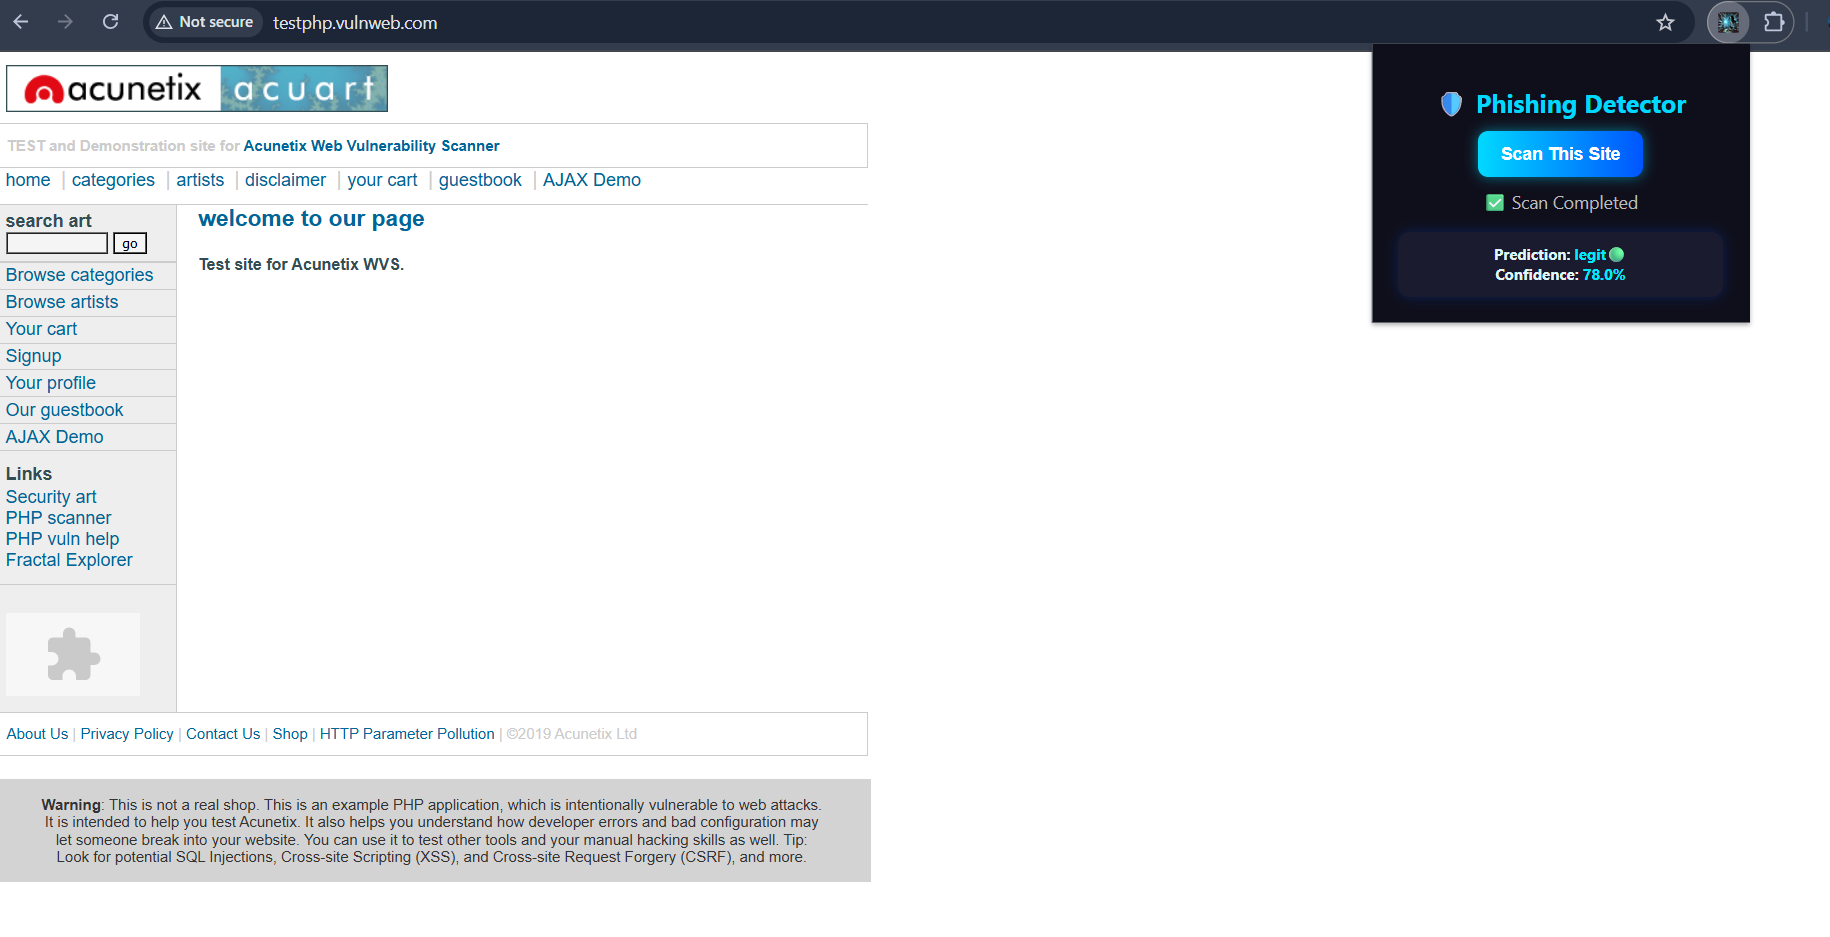 Not secure testphp.vulnweb.com
acunetix acuart
TEST and Demonstration site for Acunetix Web Vulnerability Scanner
home | categories | artists | disclaimer | your cart | guestbook | AJAX Demo
search art
go
Browse categories
Browse artists
Your cart
Signup
Your profile
Our guestbook
AJAX Demo
Links
Security art
PHP scanner
PHP vuln help
Fractal Explorer
welcome to our page
Test site for Acunetix WVS.
About Us | Privacy Policy | Contact Us | Shop | HTTP Parameter Pollution | ©2019 Acunetix Ltd
Warning: This is not a real shop. This is an example PHP application, which is intentionally vulnerable to web attacks.
It is intended to help you test Acunetix. It also helps you understand how developer errors and bad configuration may
let someone break into your website. You can use it to test other tools and your manual hacking skills as well. Tip:
Look for potential SQL Injections, Cross-site Scripting (XSS), and Cross-site Request Forgery (CSRF), and more.
Phishing Detector
Scan This Site
Scan Completed
Prediction: legit
Confidence: 78.0%